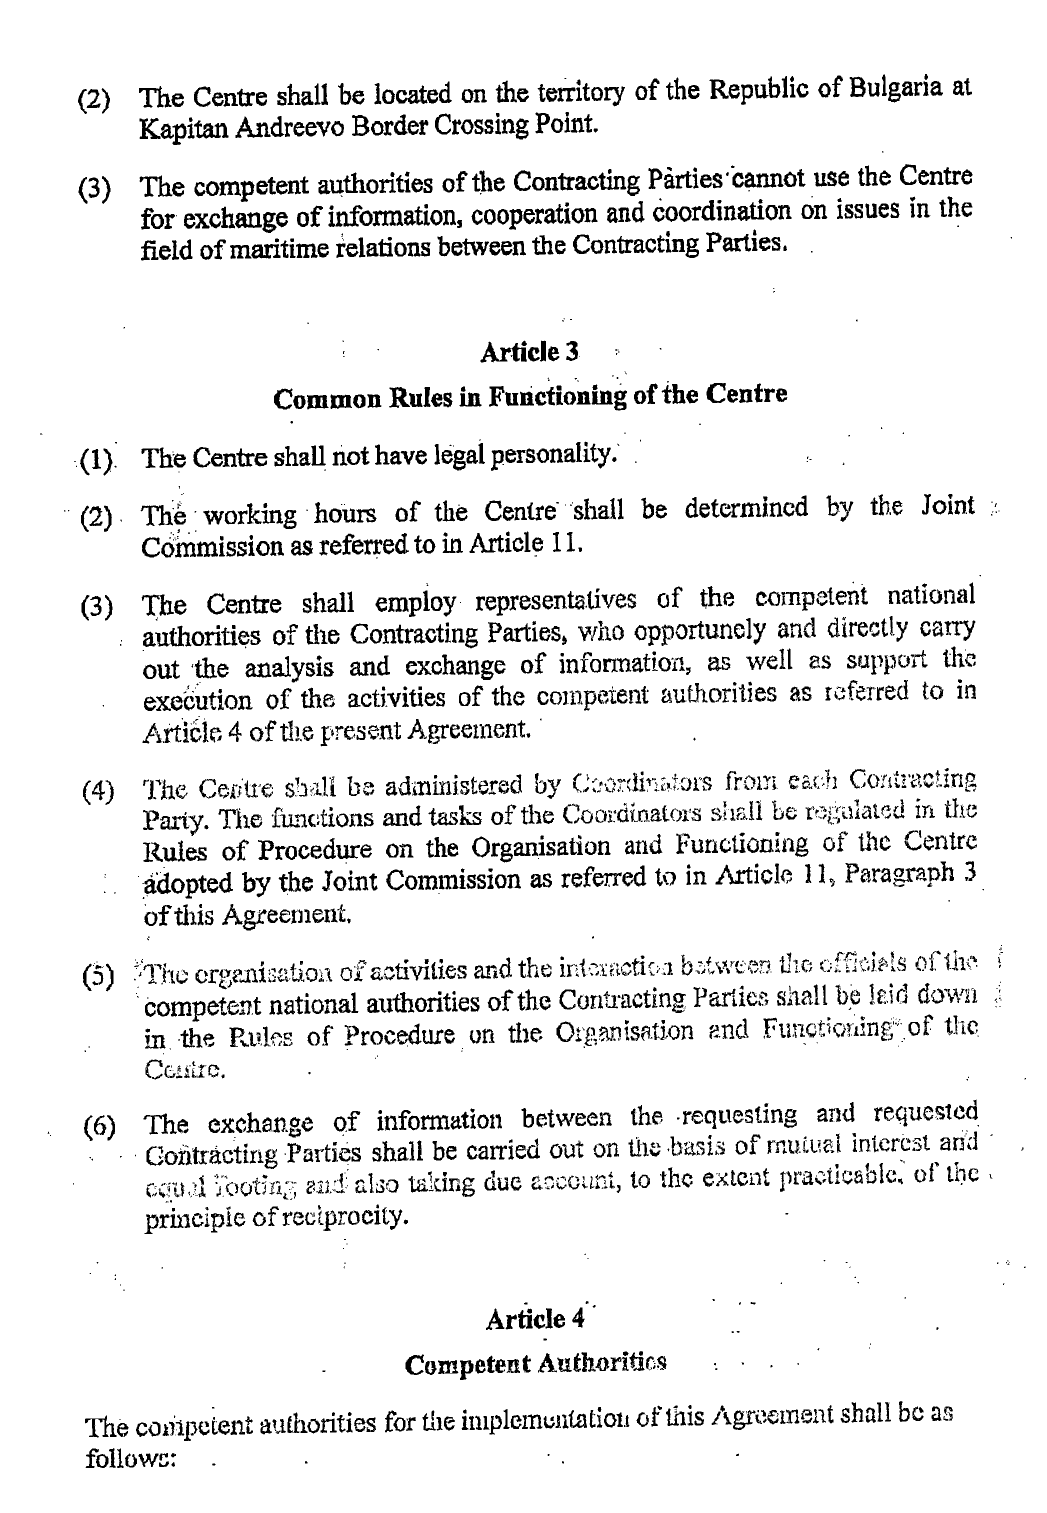 (2) The Centre shall be located on the territory of the Republic of Bulgaria at
Kapitan Andreevo Border Crossing Point.
(3) The competent authorities of the Contracting Parties cannot use the Centre
for exchange of information, cooperation and coordination on issues in the
field of maritime relations between the Contracting Parties.
Article 3
Common Rules in Functioning of the Centre
(1) The Centre shall not have legal personality.
(2) The working hours of the Centre shall be determined by the Joint
Commission as referred to in Article 11.
(3) The Centre shall employ representatives of the competent national
authorities of the Contracting Parties, who opportunely and directly carry
out the analysis and exchange of information, as well as support the
execution of the activities of the competent authorities as referred to in
Article 4 of the present Agreement.
(4) The Centre shall be administered by Coordinators from each Contracting
Party. The functions and tasks of the Coordinators shall be regulated in the
Rules of Procedure on the Organisation and Functioning of the Centre
adopted by the Joint Commission as referred to in Article 11, Paragraph 3
of this Agreement.
(5) The organisation of activities and the interaction between the officials of the
competent national authorities of the Contracting Parties shall be laid down
in the Rules of Procedure on the Organisation and Functioning of the
Centre.
(6) The exchange of information between the requesting and requested
Contracting Parties shall be carried out on the basis of mutual interest and
equal footing and also taking due account, to the extent practicable, of the
principle of reciprocity.
Article 4
Competent Authorities
The competent authorities for the implementation of this Agreement shall be as
follows: